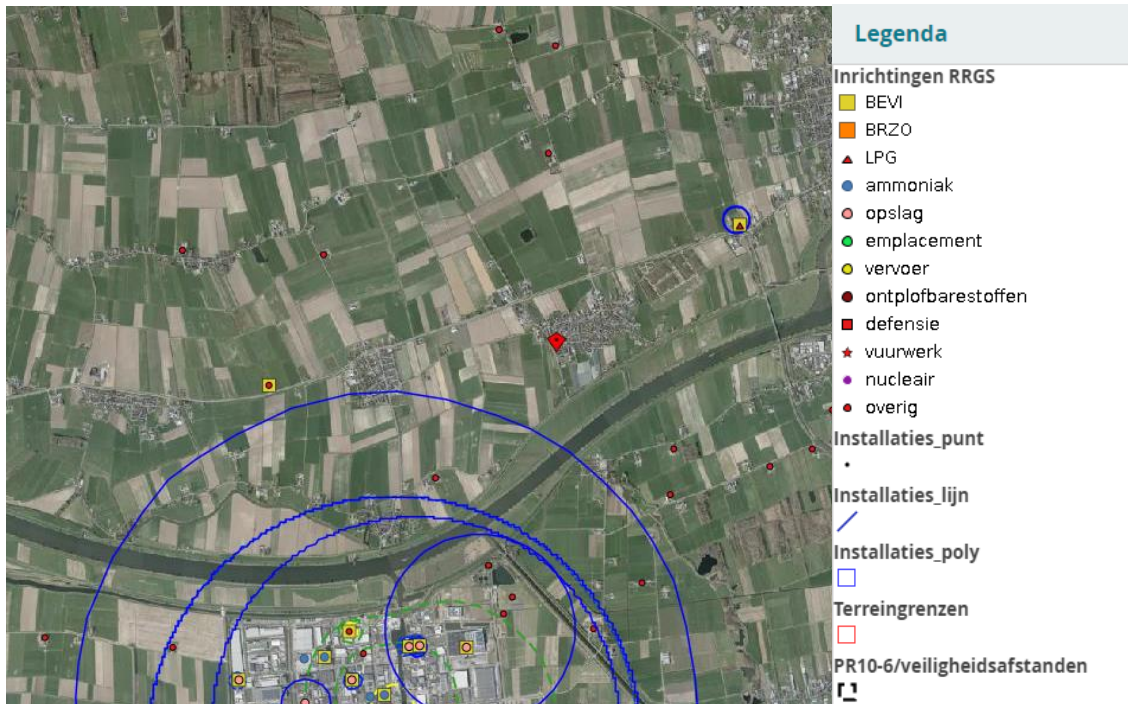 Legenda
Inrichtingen RRGS
BEVI
BRZO
LPG
ammoniak
opslag
emplacement
vervoer
ontplofbarestoffen
defensie
vuurwerk
nucleair
overig
Installaties_punt
Installaties_lijn
Installaties_poly
Terreingrenzen
PR10-6/veiligheidsafstanden